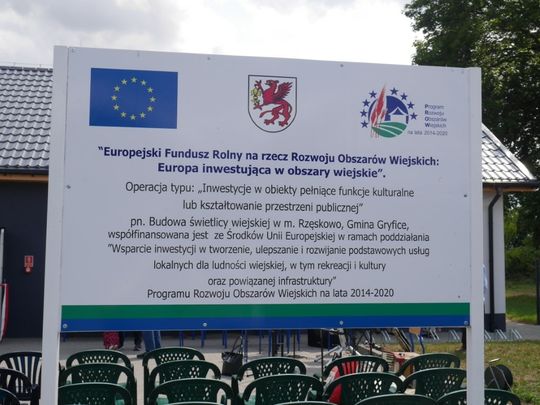 Program
Rozwoju
Obszarów
Wiejskich
na lata 2014-2020
"Europejski Fundusz Rolny na rzecz Rozwoju Obszarów Wiejskich:
Europa inwestująca w obszary wiejskie".
Operacja typu: „Inwestycje w obiekty pełniące funkcje kulturalne
lub kształtowanie przestrzeni publicznej"
pn. Budowa świetlicy wiejskiej w m. Rzęskowo, Gmina Gryfice,
współfinansowana jest ze Środków Unii Europejskiej w ramach poddziałania
"Wsparcie inwestycji w tworzenie, ulepszanie i rozwijanie podstawowych usług
lokalnych dla ludności wiejskiej, w tym rekreacji i kultury
oraz powiązanej infrastruktury"
Programu Rozwoju Obszarów Wiejskich na lata 2014-2020